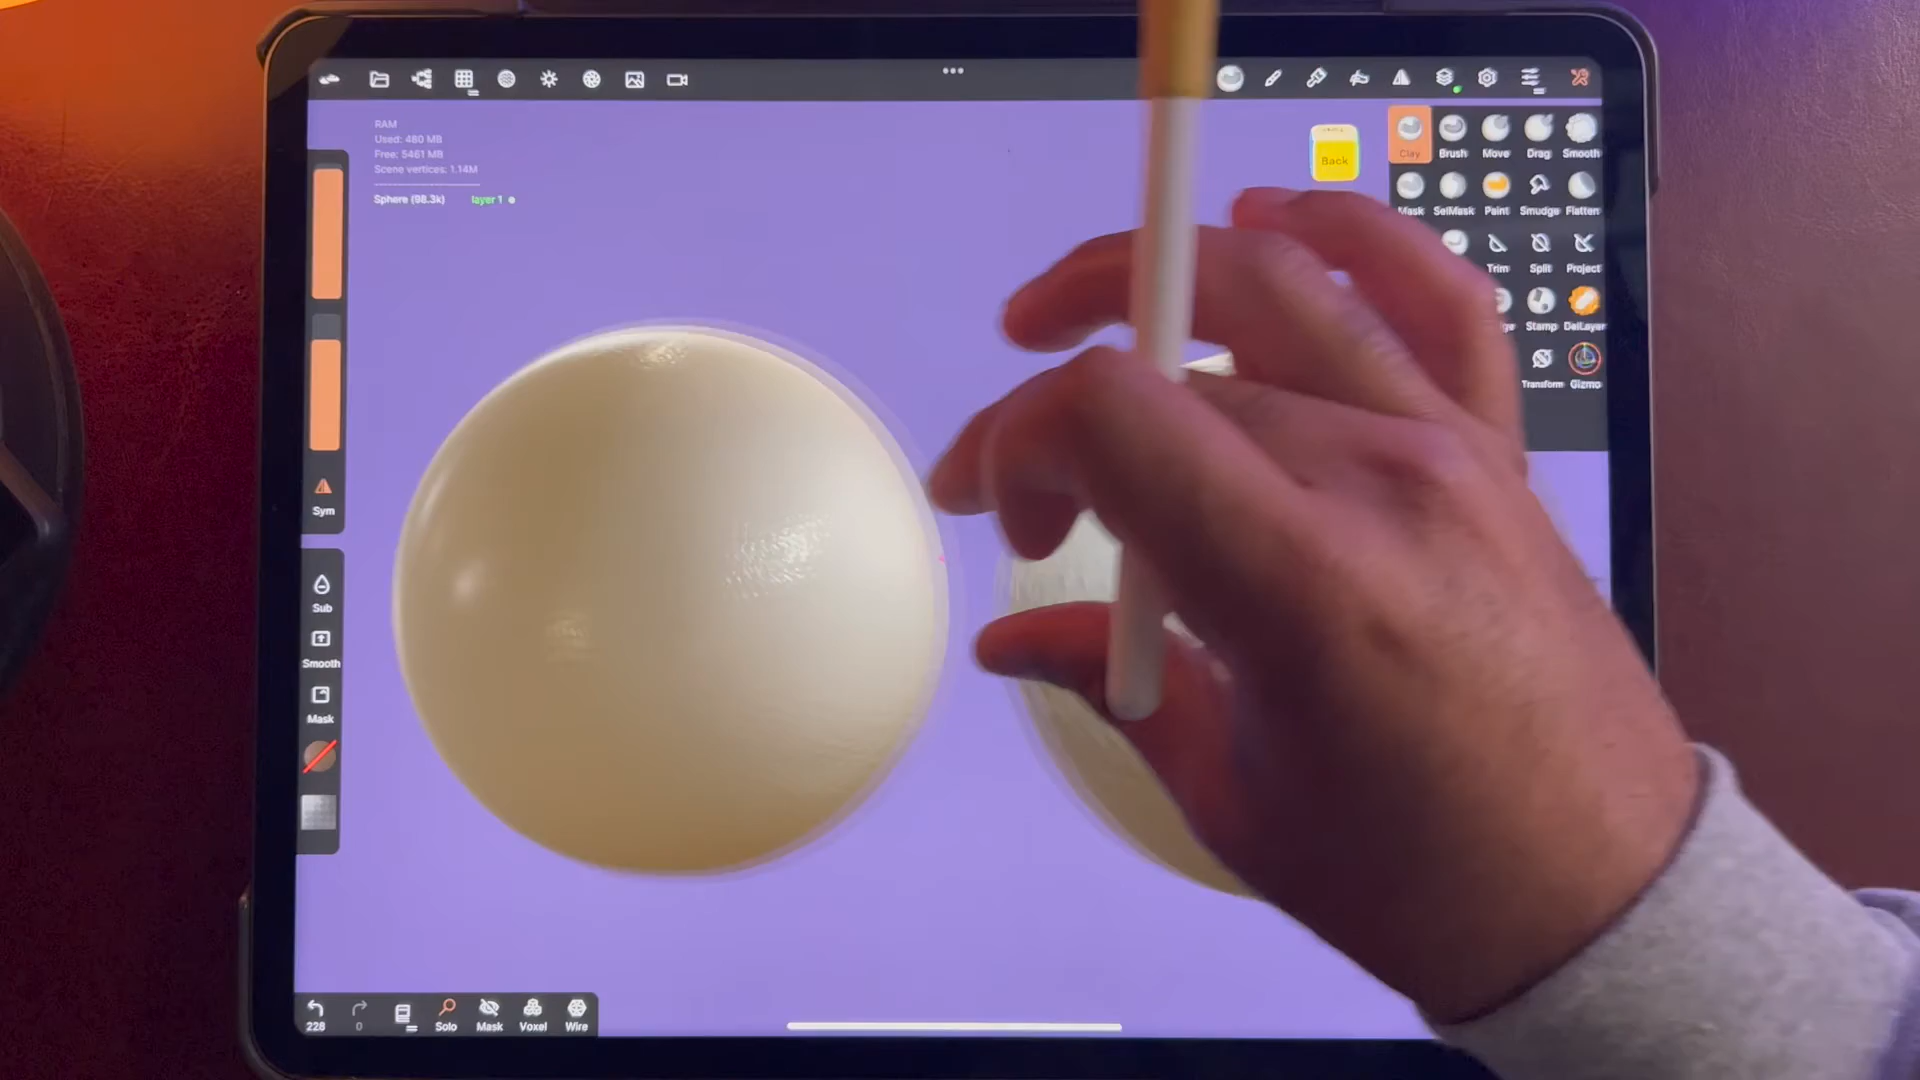 RAM
Used: 480 MB
Free: 5461 MB
Scene vertices: 1.14M
Sphere (98.3k) layer 1
Back
Clay Brush Move Drag Smooth
Mask SelMask Paint Smudge Flatten
Trim Split Project
Stamp DelLayer
Transform Gizmo
Sym
Sub
Smooth
Mask
228 0 Solo Mask Voxel Wire